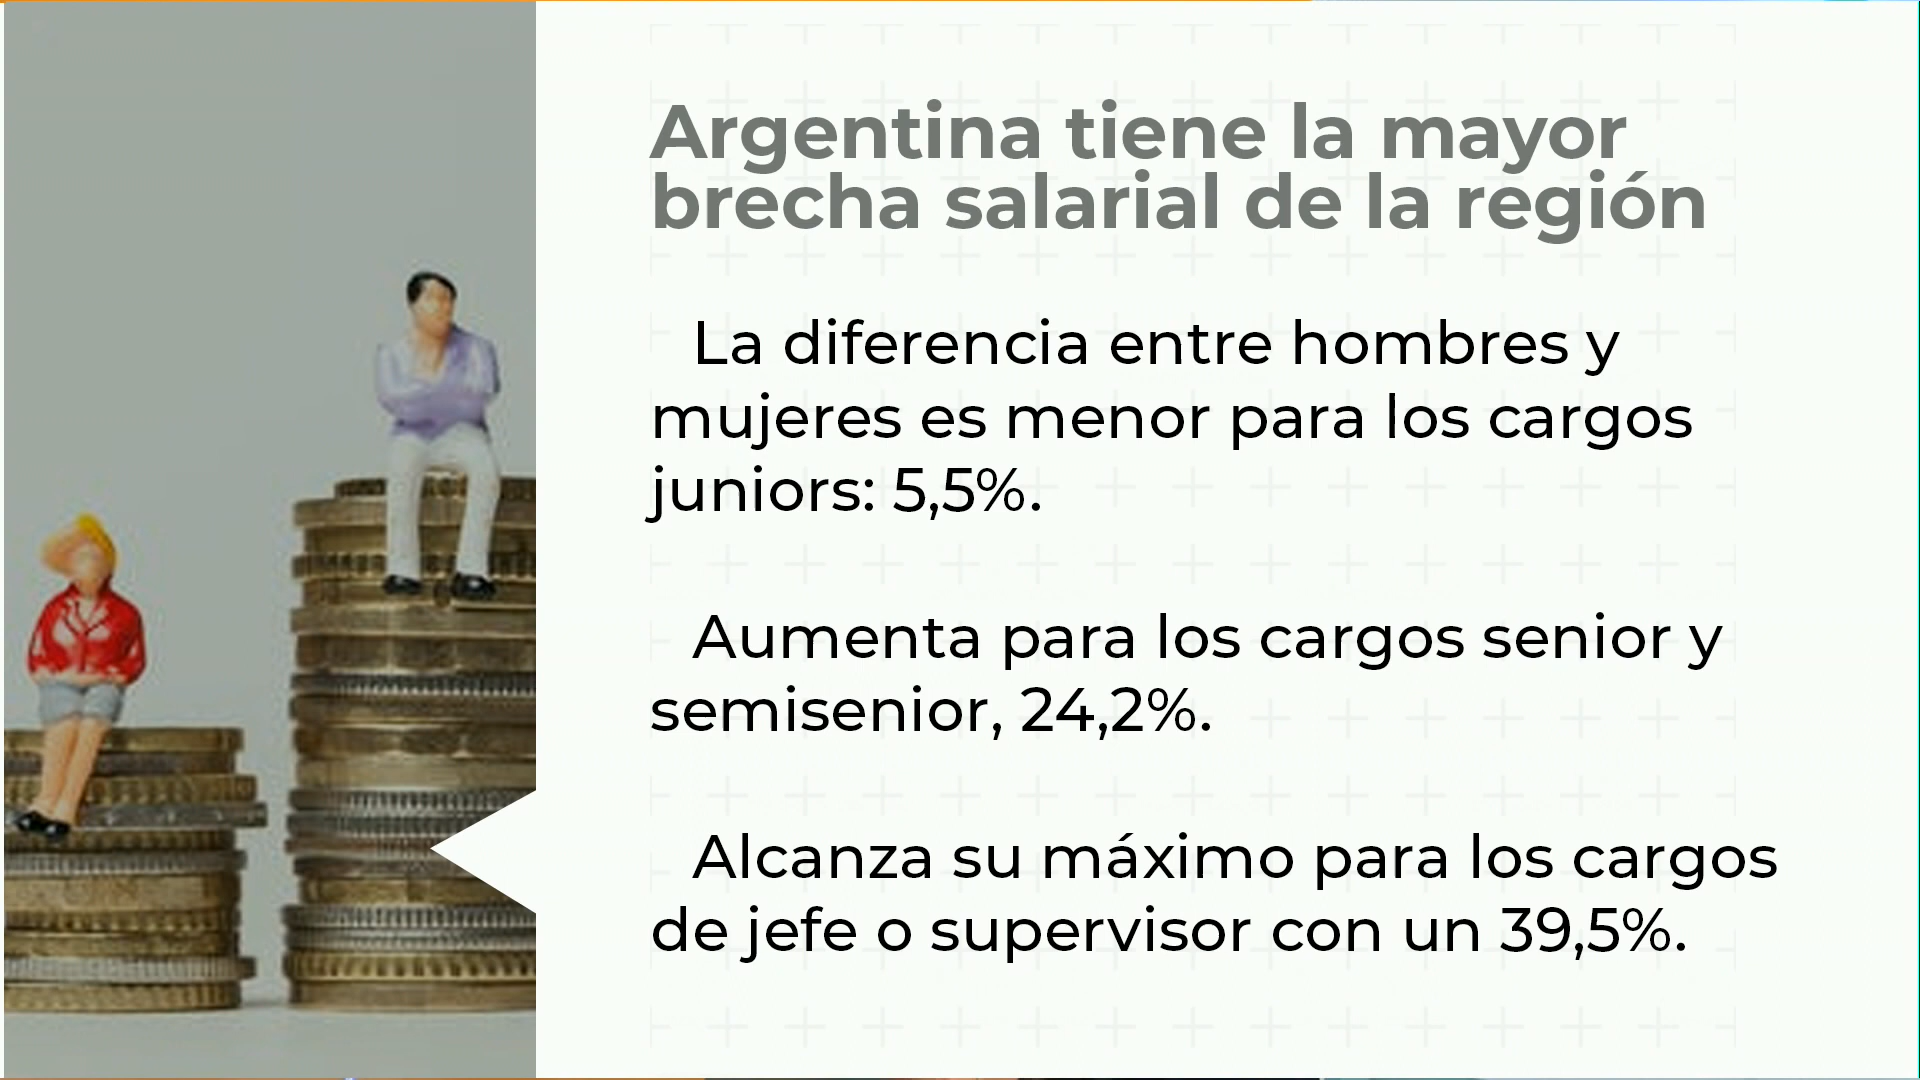 Argentina tiene la mayor
brecha salarial de la región
La diferencia entre hombres y
mujeres es menor para los cargos
juniors: 5,5%.
Aumenta para los cargos senior y
semisenior, 24,2%.
Alcanza su máximo para los cargos
de jefe o supervisor con un 39,5%.